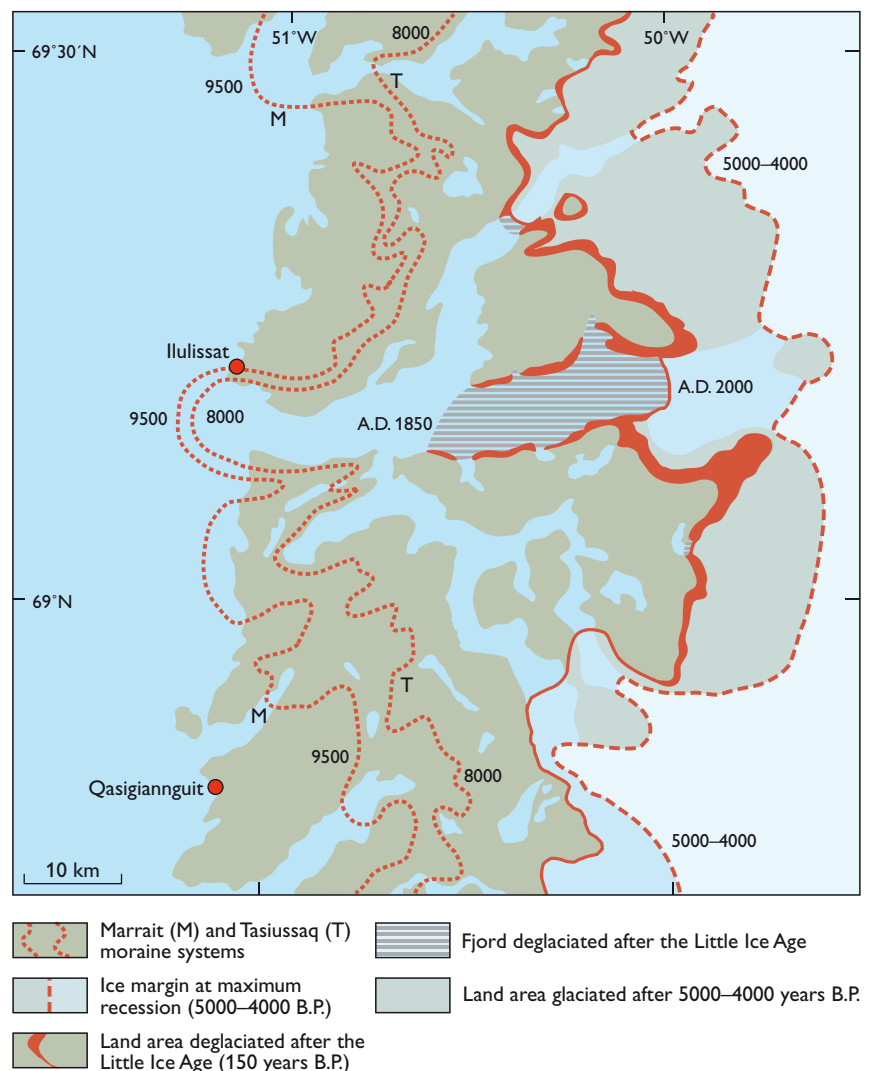 51°W
8000
50°W
69°30´N
9500
T
M
5000–4000
Ilulissat
A.D. 2000
9500
8000
A.D. 1850
69°N
T
M
9500
8000
Qasigiannguit
5000–4000
10 km
Marrait (M) and Tasiussaq (T)
moraine systems
Ice margin at maximum
recession (5000–4000 B.P.)
Land area deglaciated after the
Little Ice Age (150 years B.P.)
Fjord deglaciated after the Little Ice Age
Land area glaciated after 5000–4000 years B.P.